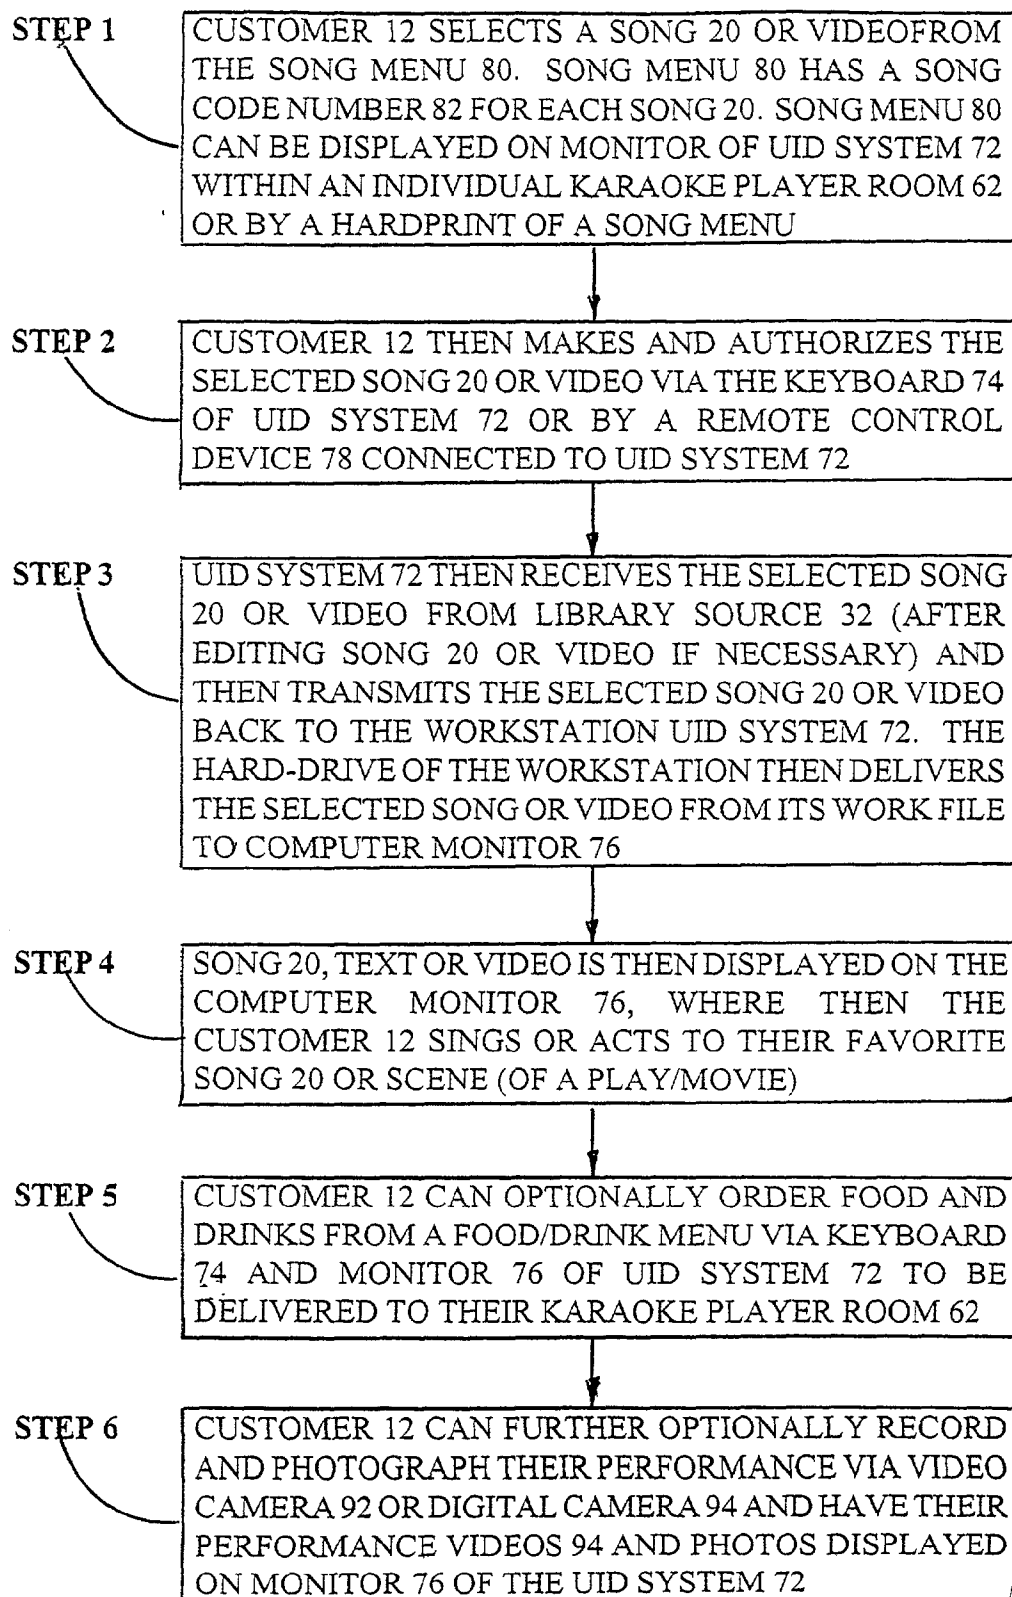 STEP 1
CUSTOMER 12 SELECTS A SONG 20 OR VIDEOFROM
THE SONG MENU 80. SONG MENU 80 HAS A SONG
CODE NUMBER 82 FOR EACH SONG 20. SONG MENU 80
CAN BE DISPLAYED ON MONITOR OF UID SYSTEM 72
WITHIN AN INDIVIDUAL KARAOKE PLAYER ROOM 62
OR BY A HARDPRINT OF A SONG MENU
STEP 2
CUSTOMER 12 THEN MAKES AND AUTHORIZES THE
SELECTED SONG 20 OR VIDEO VIA THE KEYBOARD 74
OF UID SYSTEM 72 OR BY A REMOTE CONTROL
DEVICE 78 CONNECTED TO UID SYSTEM 72
STEP 3
UID SYSTEM 72 THEN RECEIVES THE SELECTED SONG
20 OR VIDEO FROM LIBRARY SOURCE 32 (AFTER
EDITING SONG 20 OR VIDEO IF NECESSARY) AND
THEN TRANSMITS THE SELECTED SONG 20 OR VIDEO
BACK TO THE WORKSTATION UID SYSTEM 72. THE
HARD-DRIVE OF THE WORKSTATION THEN DELIVERS
THE SELECTED SONG OR VIDEO FROM ITS WORK FILE
TO COMPUTER MONITOR 76
STEP 4
SONG 20, TEXT OR VIDEO IS THEN DISPLAYED ON THE
COMPUTER MONITOR 76, WHERE THEN THE
CUSTOMER 12 SINGS OR ACTS TO THEIR FAVORITE
SONG 20 OR SCENE (OF A PLAY/MOVIE)
STEP 5
CUSTOMER 12 CAN OPTIONALLY ORDER FOOD AND
DRINKS FROM A FOOD/DRINK MENU VIA KEYBOARD
74 AND MONITOR 76 OF UID SYSTEM 72 TO BE
DELIVERED TO THEIR KARAOKE PLAYER ROOM 62
STEP 6
CUSTOMER 12 CAN FURTHER OPTIONALLY RECORD
AND PHOTOGRAPH THEIR PERFORMANCE VIA VIDEO
CAMERA 92 OR DIGITAL CAMERA 94 AND HAVE THEIR
PERFORMANCE VIDEOS 94 AND PHOTOS DISPLAYED
ON MONITOR 76 OF THE UID SYSTEM 72